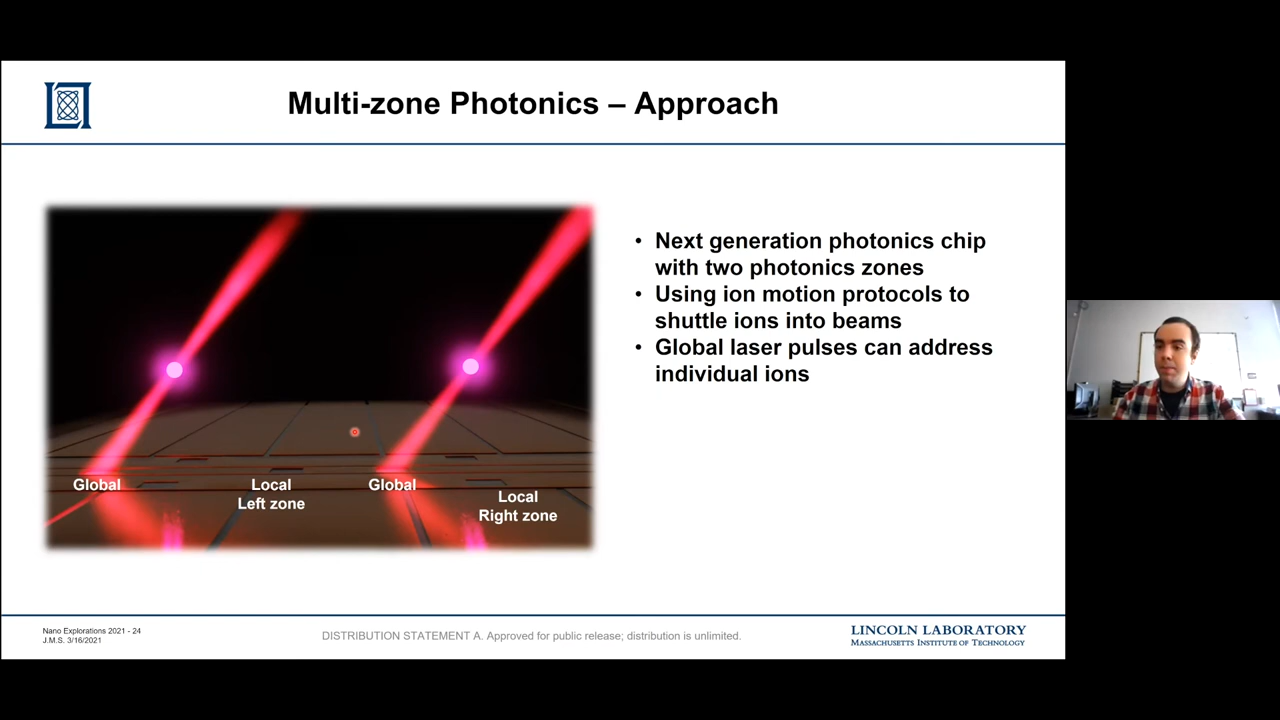 Multi-zone Photonics – Approach
Global
Local
Left zone
Global
Local
Right zone
• Next generation photonics chip
with two photonics zones
• Using ion motion protocols to
shuttle ions into beams
• Global laser pulses can address
individual ions
Nano Explorations 2021 - 24
J.M.S. 3/16/2021
DISTRIBUTION STATEMENT A. Approved for public release; distribution is unlimited.
LINCOLN LABORATORY
MASSACHUSETTS INSTITUTE OF TECHNOLOGY